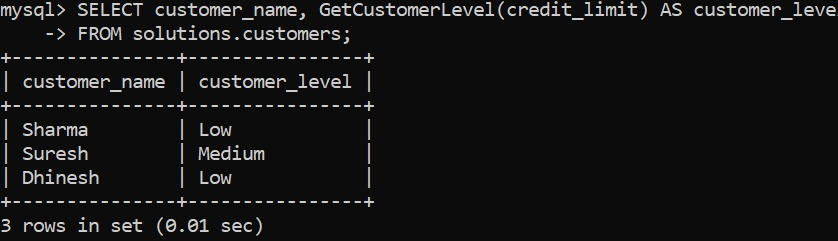 mysql> SELECT customer_name, GetCustomerLevel(credit_limit) AS customer_leve
    -> FROM solutions.customers;
+---------------+----------------+
| customer_name | customer_level |
+---------------+----------------+
| Sharma        | Low            |
| Suresh        | Medium         |
| Dhinesh       | Low            |
+---------------+----------------+
3 rows in set (0.01 sec)